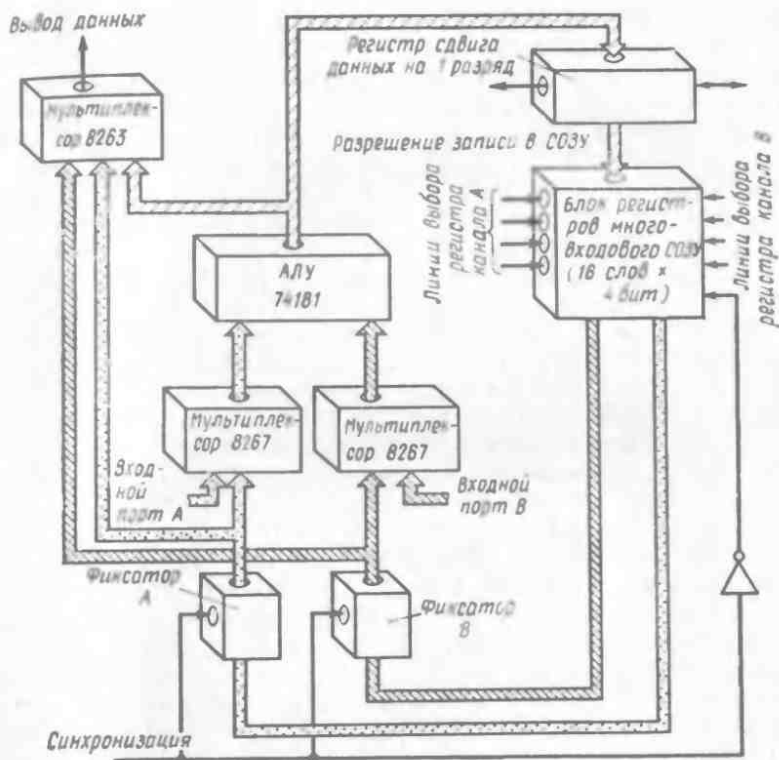 Вывод данных
Мультиплек-
сор 8263
Регистр сдвига
данных на 1 разряд
Разрешение записи в СОЗУ
Линии выбора
регистра
канала А
Блок регист-
ров много-
входового СОЗУ
(16 слов ×
4 бит)
Линии выбора
регистра канала В
АЛУ
74181
Мультиплек-
сор 8267
Мультиплек-
сор 8267
Вход-
ной
порт А
Входной
порт В
Фиксатор
А
Фиксатор
В
Синхронизация